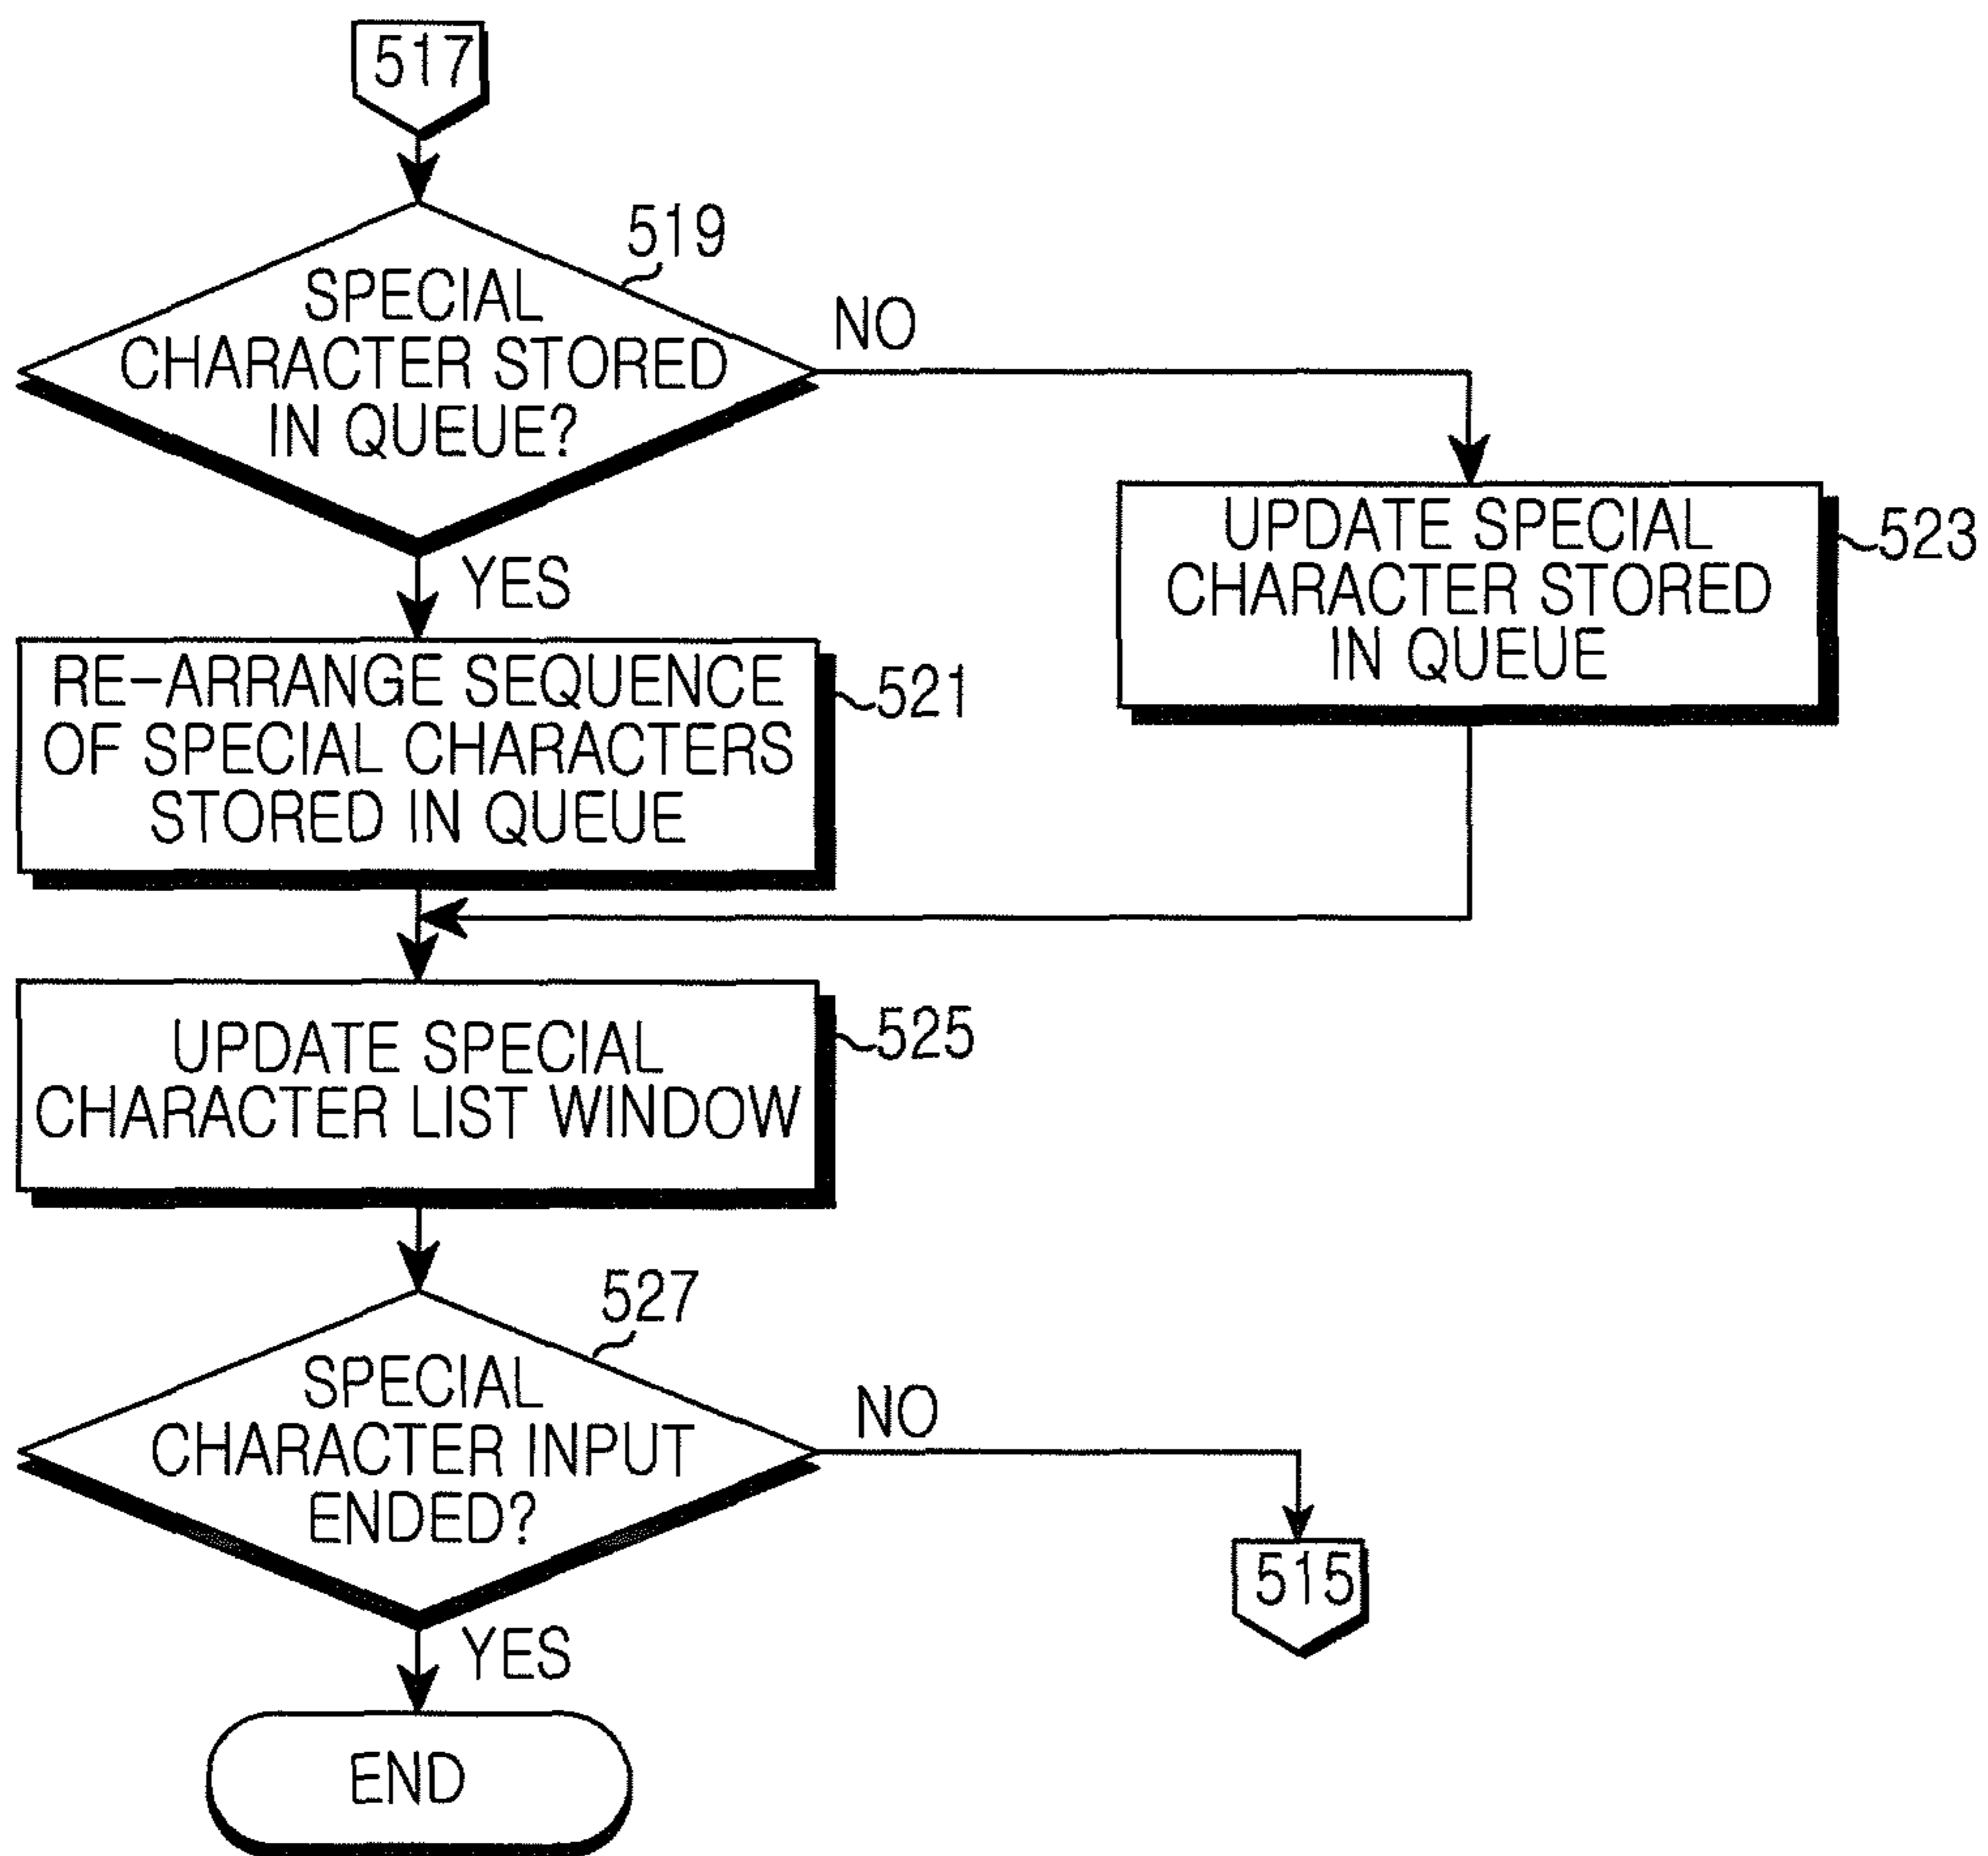 517
519
SPECIAL
CHARACTER STORED
IN QUEUE?
NO
YES
UPDATE SPECIAL
CHARACTER STORED
IN QUEUE
523
RE-ARRANGE SEQUENCE
OF SPECIAL CHARACTERS
STORED IN QUEUE
521
UPDATE SPECIAL
CHARACTER LIST WINDOW
525
527
SPECIAL
CHARACTER INPUT
ENDED?
NO
515
YES
END